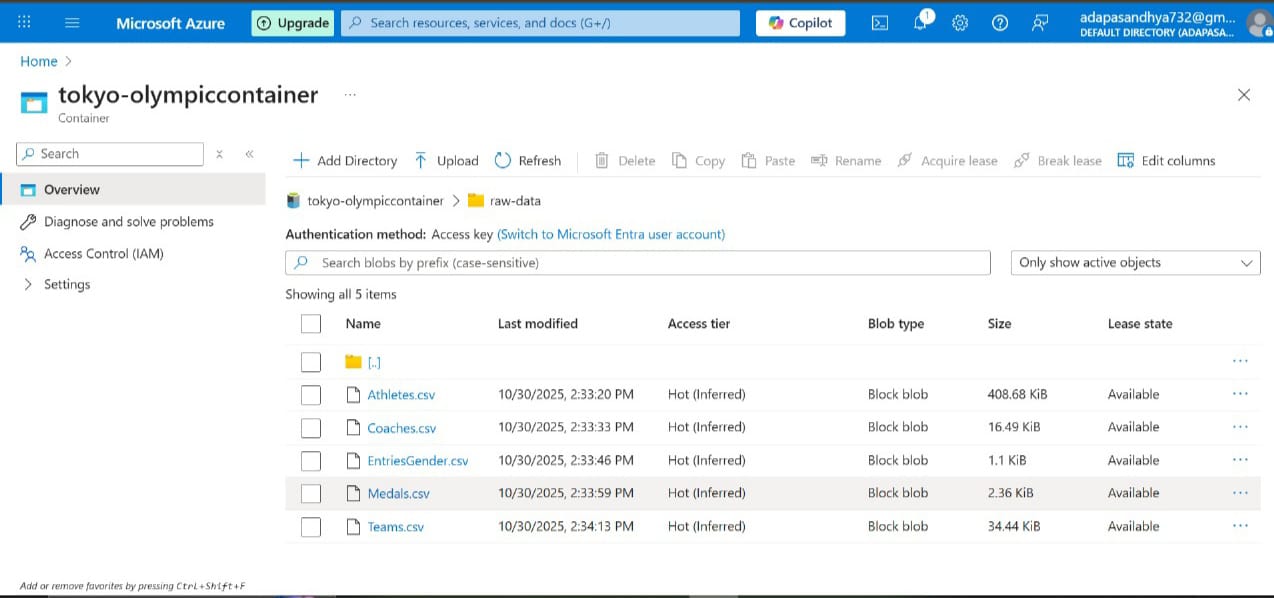 Microsoft Azure
Upgrade
Search resources, services, and docs (G+/)
Copilot
1
adapasandhya732@gm...
DEFAULT DIRECTORY (ADAPASA...
Home >
tokyo-olympiccontainer ...
Container
Search
Add Directory Upload Refresh Delete Copy Paste Rename Acquire lease Break lease Edit columns
Overview
Diagnose and solve problems
Access Control (IAM)
Settings
tokyo-olympiccontainer > raw-data
Authentication method: Access key (Switch to Microsoft Entra user account)
Search blobs by prefix (case-sensitive)
Only show active objects
Showing all 5 items
Name Last modified Access tier Blob type Size Lease state
[..] ...
Athletes.csv 10/30/2025, 2:33:20 PM Hot (Inferred) Block blob 408.68 KiB Available ...
Coaches.csv 10/30/2025, 2:33:33 PM Hot (Inferred) Block blob 16.49 KiB Available ...
EntriesGender.csv 10/30/2025, 2:33:46 PM Hot (Inferred) Block blob 1.1 KiB Available ...
Medals.csv 10/30/2025, 2:33:59 PM Hot (Inferred) Block blob 2.36 KiB Available ...
Teams.csv 10/30/2025, 2:34:13 PM Hot (Inferred) Block blob 34.44 KiB Available ...
Add or remove favorites by pressing Ctrl+Shift+F